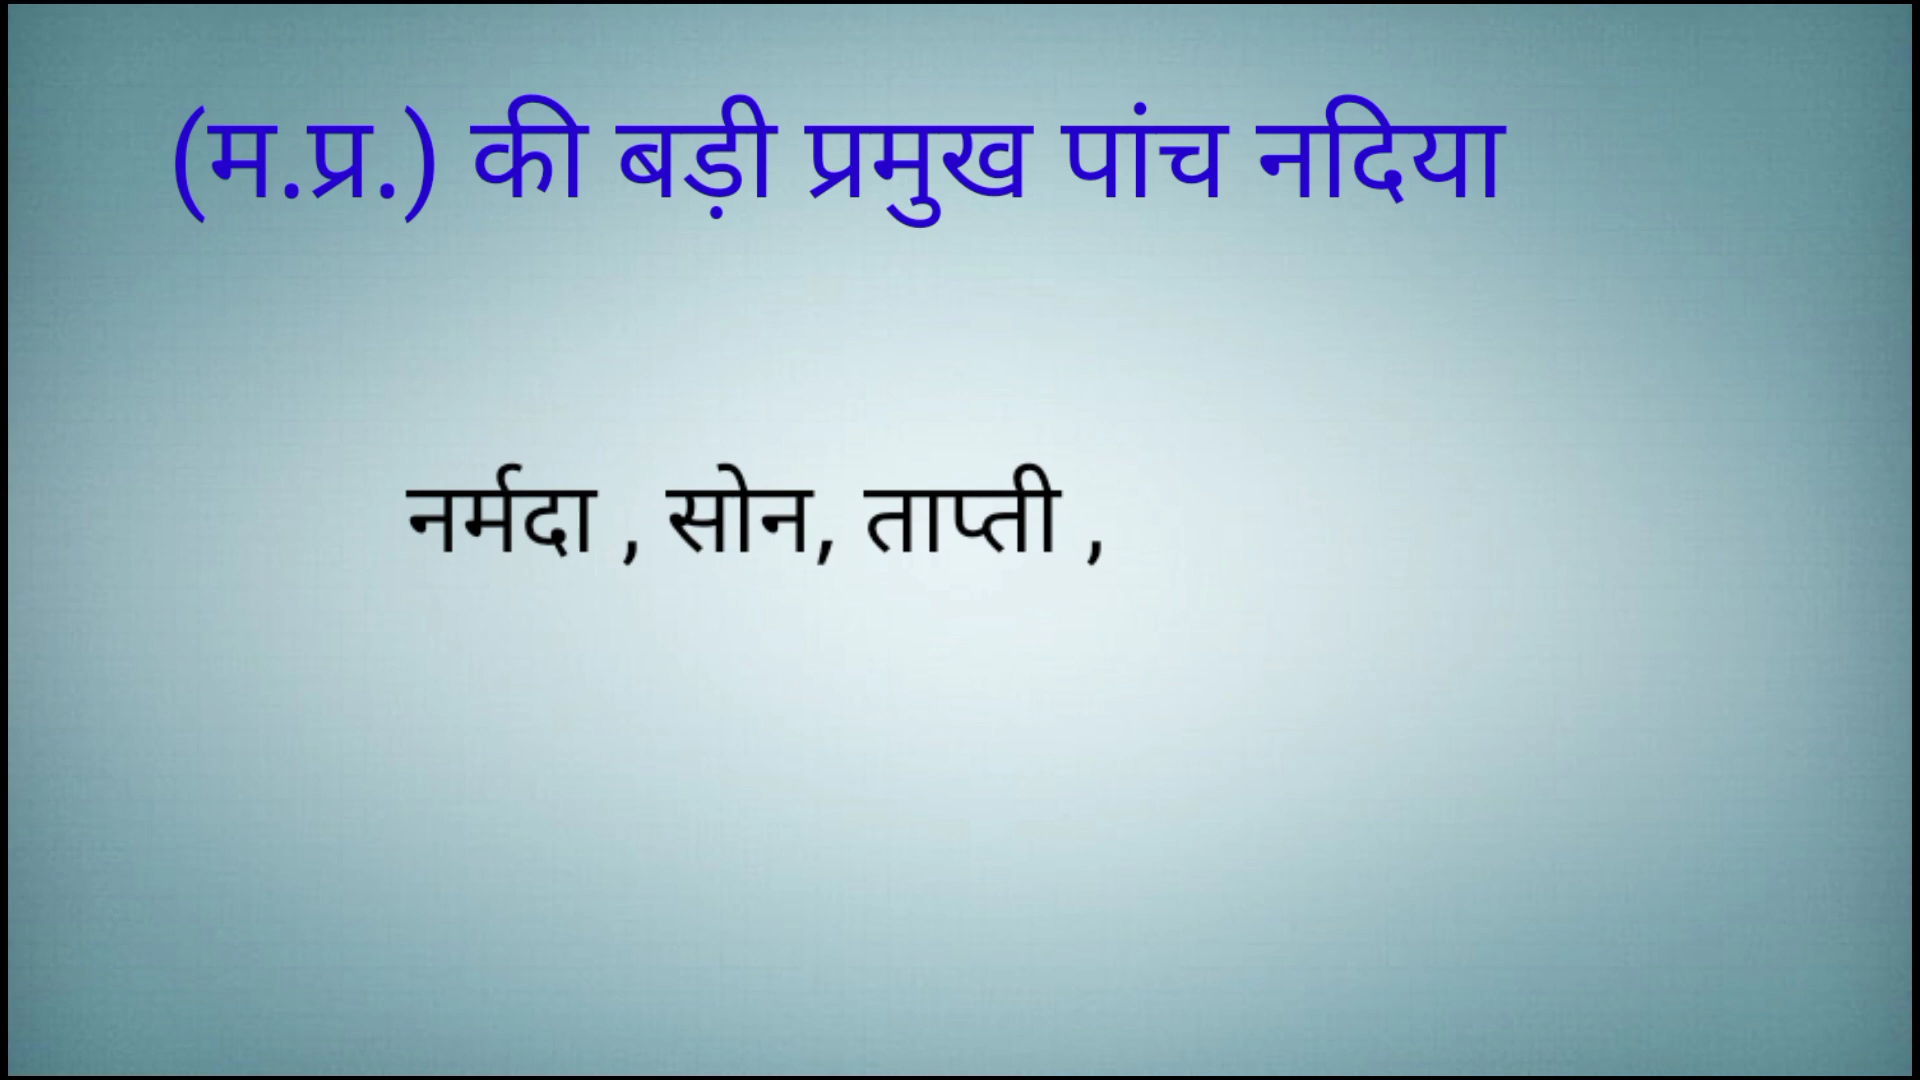 (म.प्र.) की बड़ी प्रमुख पांच नदिया
नर्मदा , सोन, ताप्ती ,